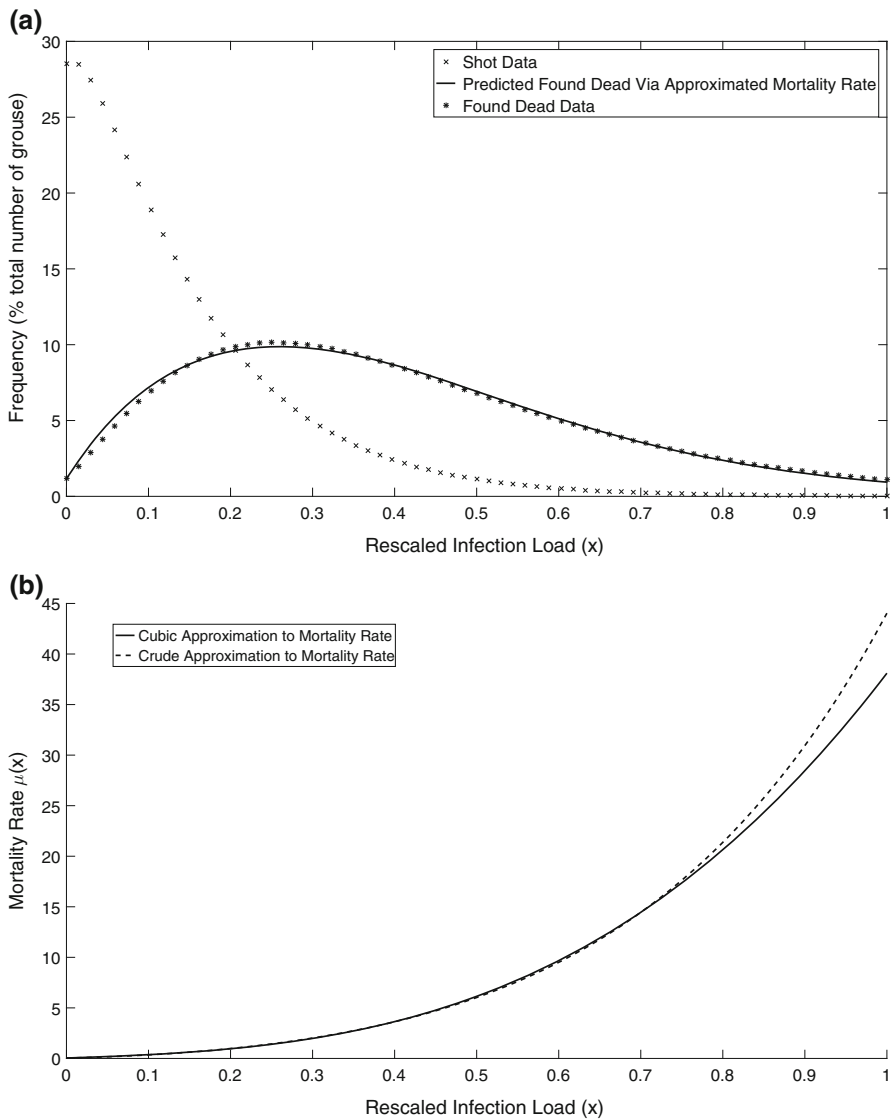 (a)
30
25
20
15
10
5
0
Frequency (% total number of grouse)
Shot Data
Predicted Found Dead Via Approximated Mortality Rate
Found Dead Data
0 0.1 0.2 0.3 0.4 0.5 0.6 0.7 0.8 0.9 1
Rescaled Infection Load (x)
(b)
45
40
35
30
25
20
15
10
5
0
Mortality Rate μ(x)
Cubic Approximation to Mortality Rate
Crude Approximation to Mortality Rate
0 0.1 0.2 0.3 0.4 0.5 0.6 0.7 0.8 0.9 1
Rescaled Infection Load (x)